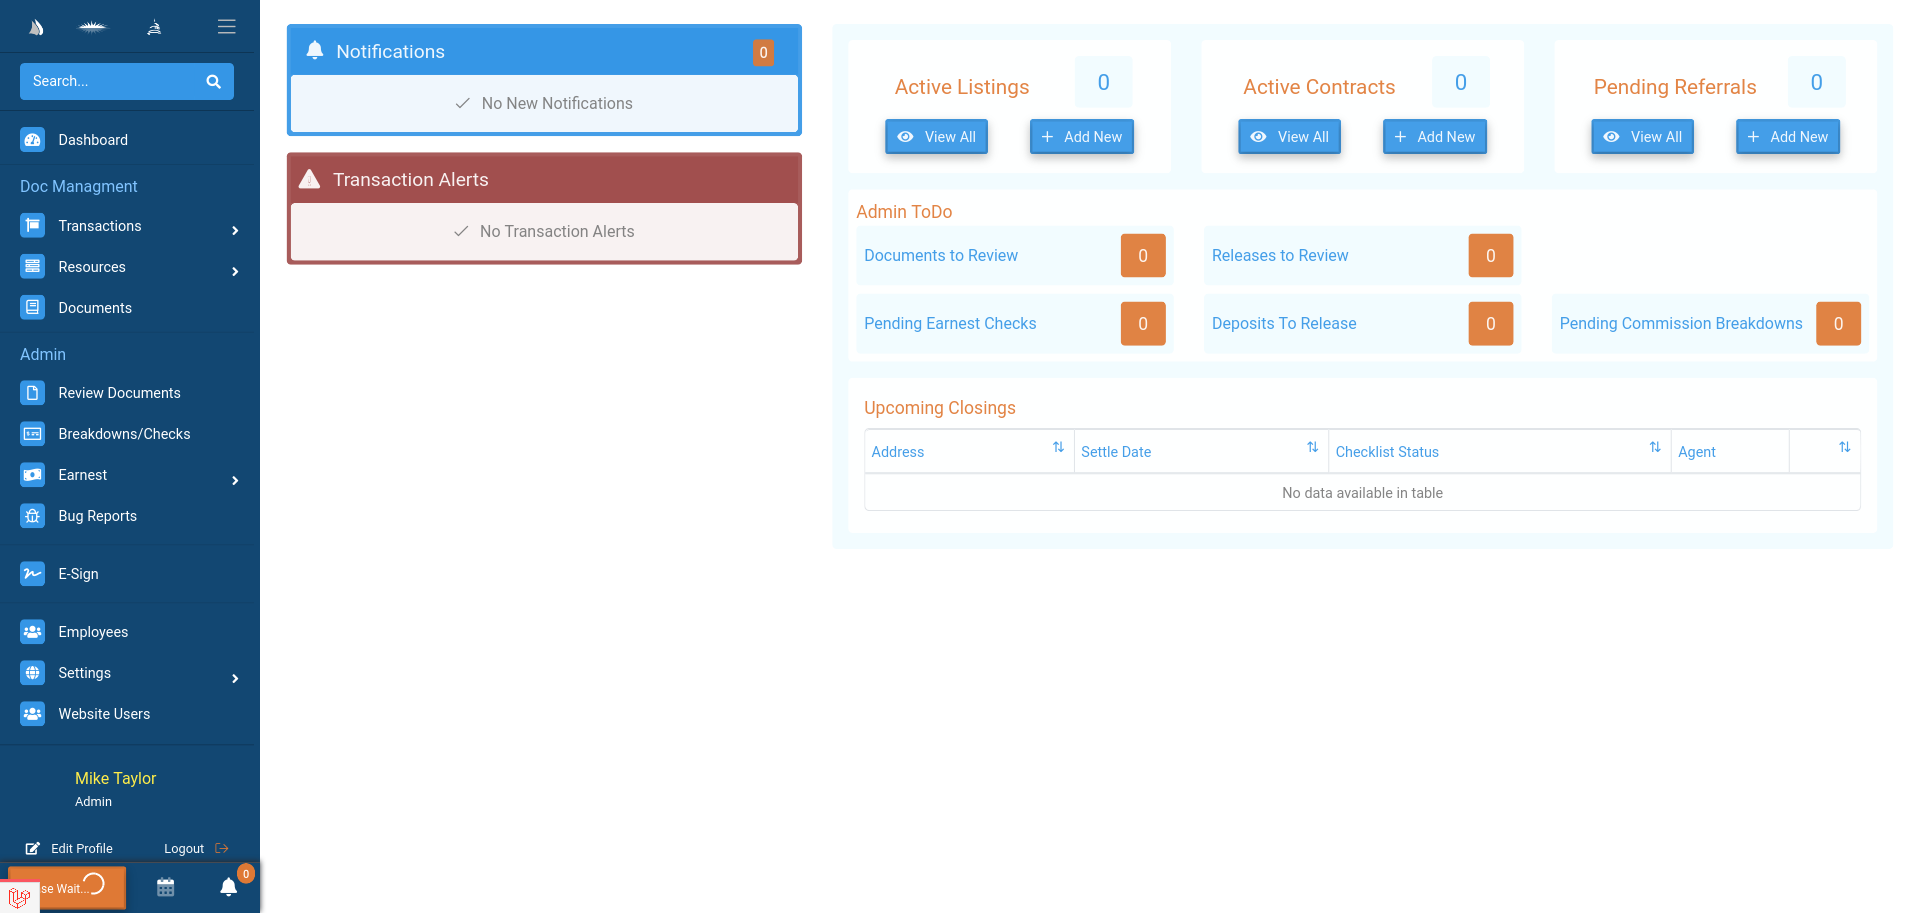 Search...
Dashboard
Doc Managment
Transactions
Resources
Documents
Admin
Review Documents
Breakdowns/Checks
Earnest
Bug Reports
E-Sign
Employees
Settings
Website Users
Mike Taylor
Admin
Edit Profile
Logout
se Wait...
0
Notifications
0
No New Notifications
Transaction Alerts
No Transaction Alerts
Active Listings
0
View All
Add New
Active Contracts
0
View All
Add New
Pending Referrals
0
View All
Add New
Admin ToDo
Documents to Review
0
Releases to Review
0
Pending Earnest Checks
0
Deposits To Release
0
Pending Commission Breakdowns
0
Upcoming Closings
Address
Settle Date
Checklist Status
Agent
No data available in table